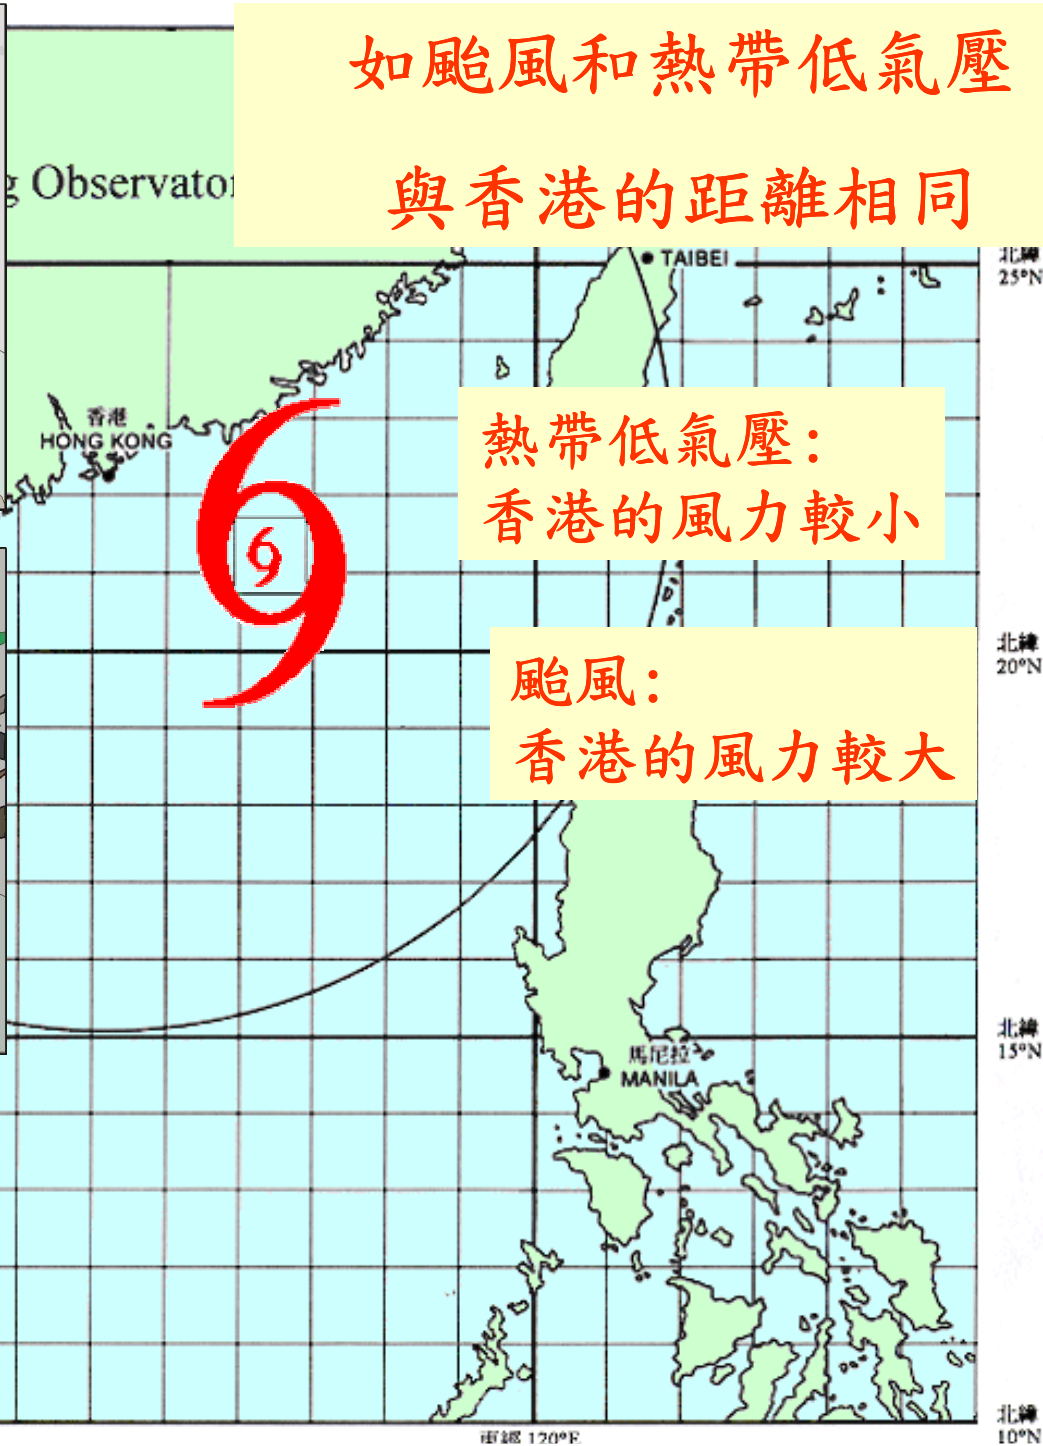 如颱風和熱帶低氣壓
與香港的距離相同
g Observator
TAIBEI
北緯
25°N
香港
HONG KONG
熱帶低氣壓:
香港的風力較小
北緯
20°N
颱風:
香港的風力較大
北緯
15°N
馬尼拉
MANILA
北緯
10°N
東經 120°E